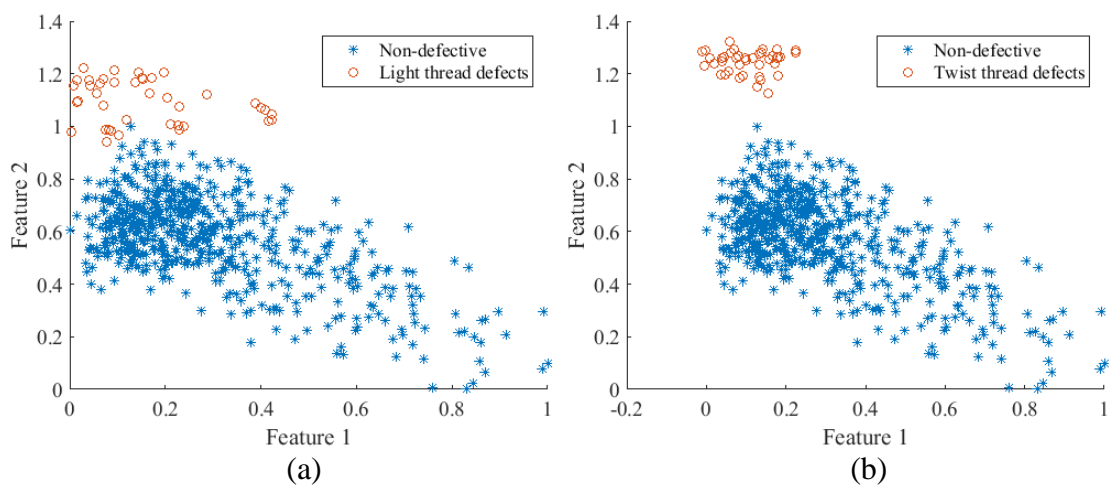 1.4
1.2
1
0.8
0.6
0.4
0.2
0
Feature 2
Non-defective
Light thread defects
0 0.2 0.4 0.6 0.8 1
Feature 1
(a)
1.4
1.2
1
0.8
0.6
0.4
0.2
0
Feature 2
Non-defective
Twist thread defects
-0.2 0 0.2 0.4 0.6 0.8 1
Feature 1
(b)